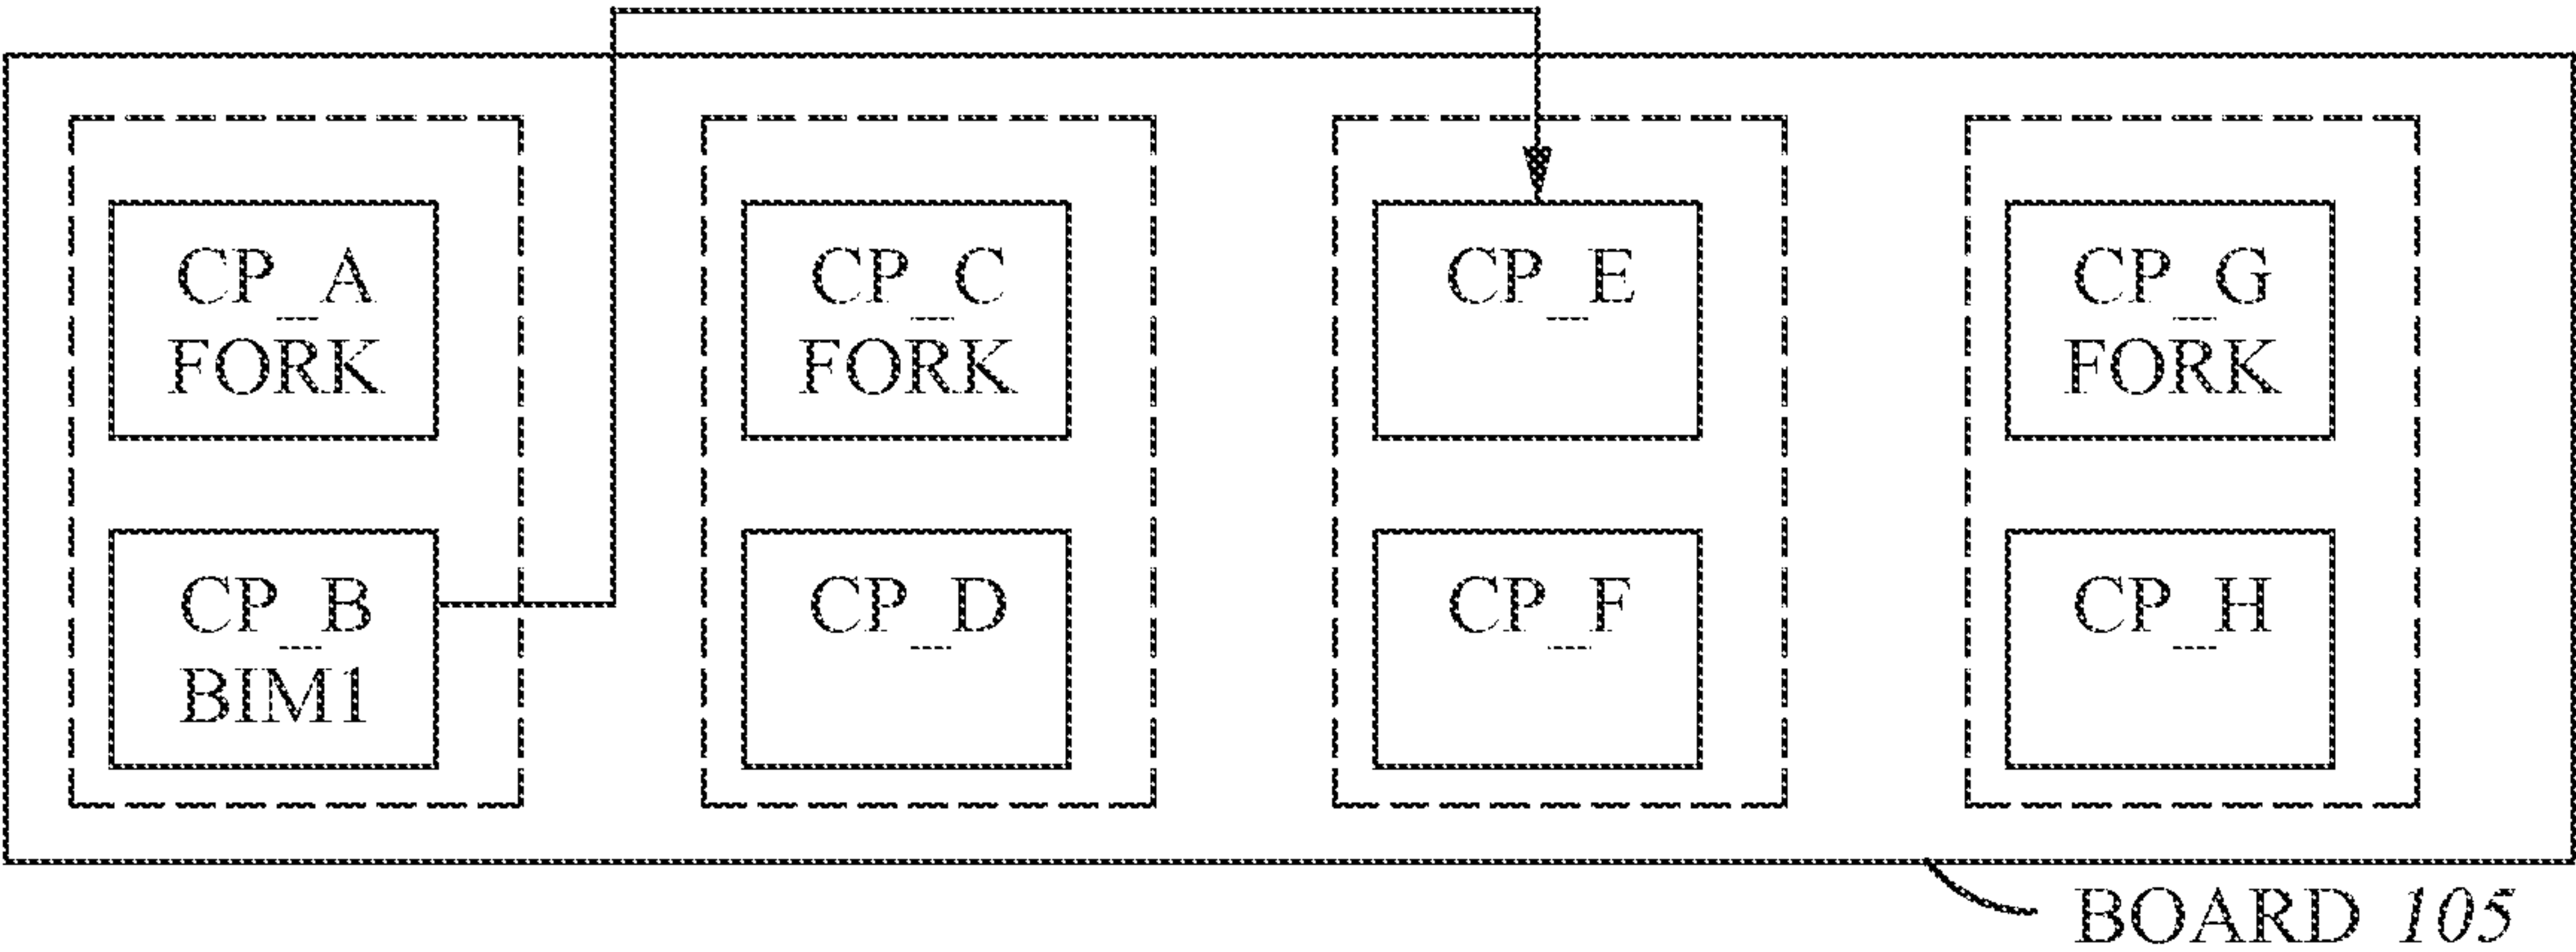 CP_A
FORK
CP_C
FORK
CP_E
CP_G
FORK
CP_B
BIM1
CP_D
CP_F
CP_H
BOARD 105